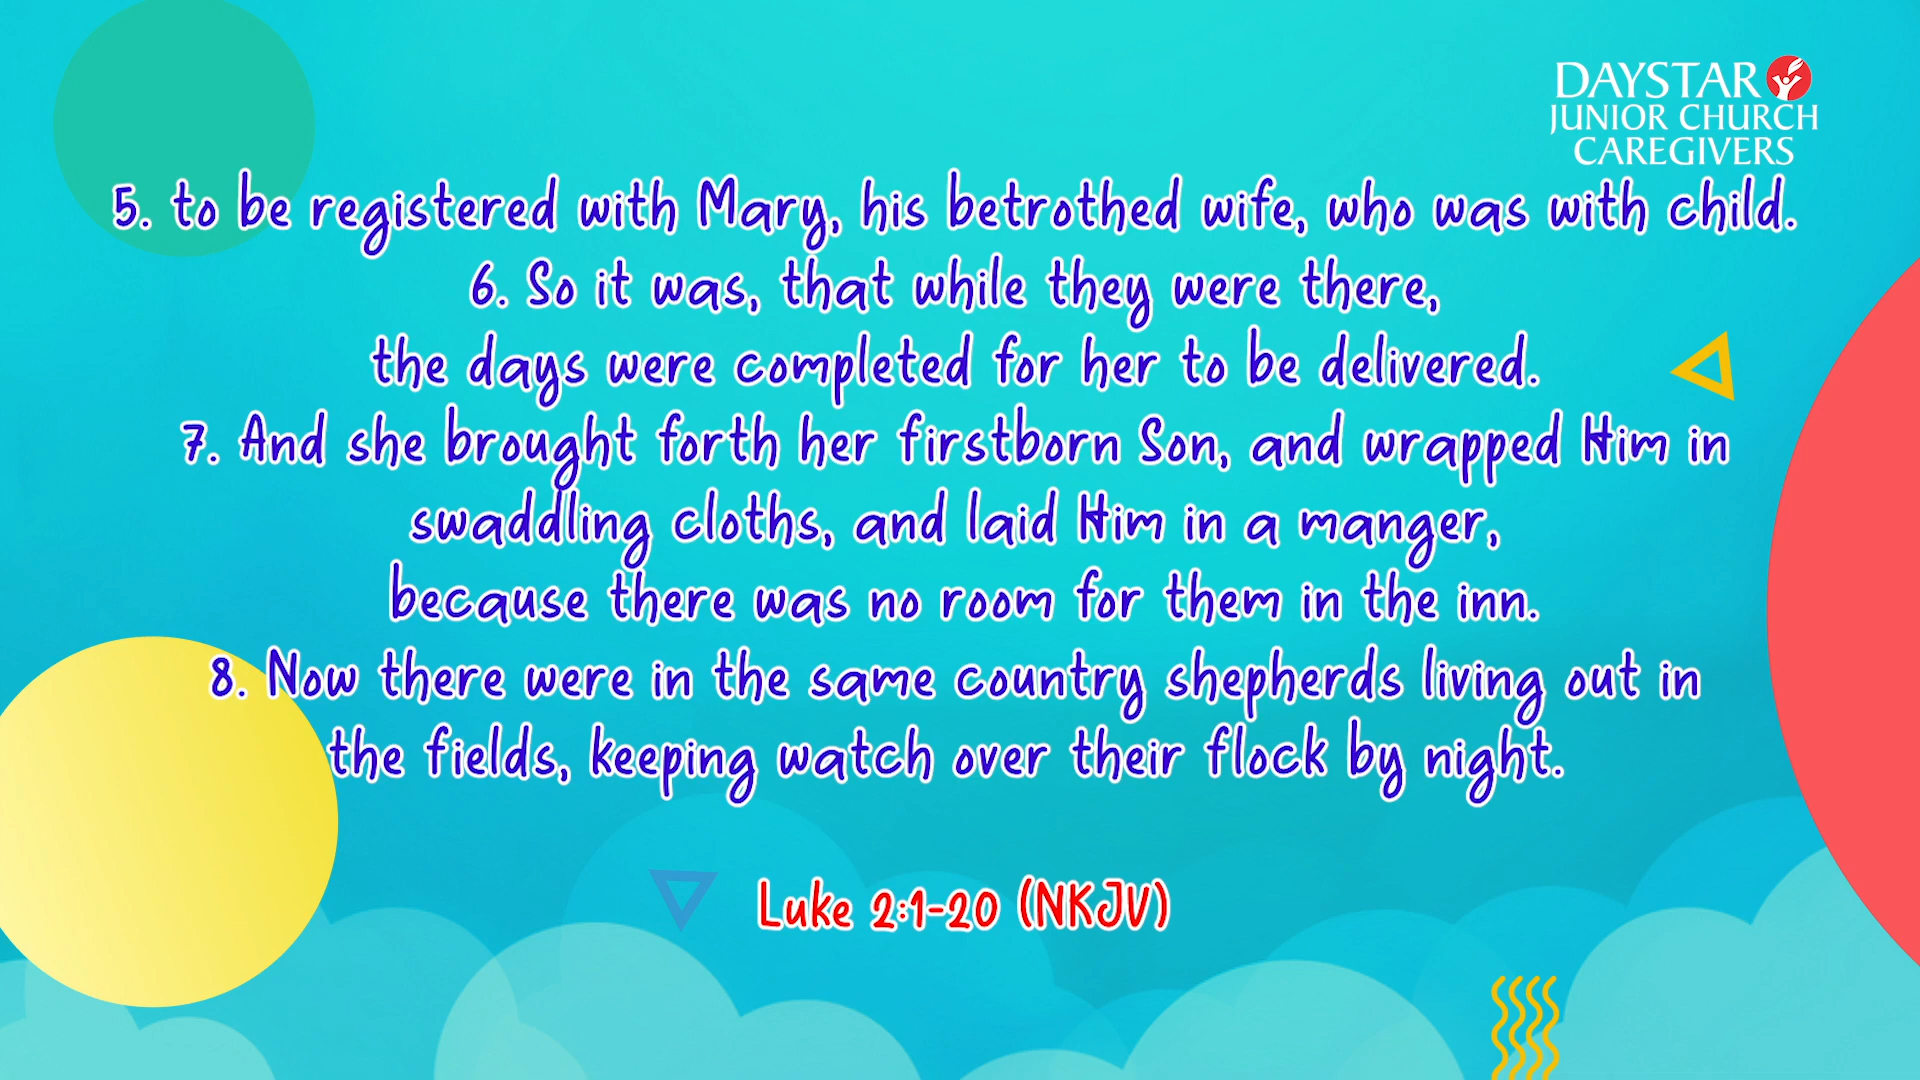 DAYSTAR
JUNIOR CHURCH
CAREGIVERS
5. to be registered with Mary, his betrothed wife, who was with child.
6. So it was, that while they were there,
the days were completed for her to be delivered.
7. And she brought forth her firstborn Son, and wrapped Him in
swaddling cloths, and laid Him in a manger,
because there was no room for them in the inn.
8. Now there were in the same country shepherds living out in
the fields, keeping watch over their flock by night.
Luke 2:1-20 (NKJV)